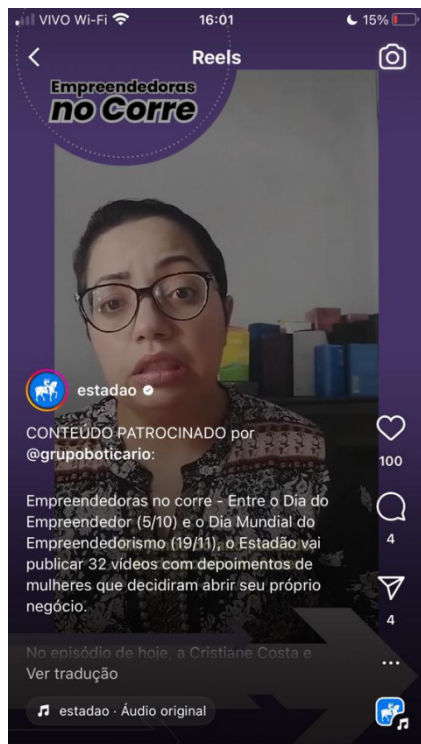 VIVO Wi-Fi 16:01 15%
Reels
Empreendedoras
no Corre
estadao
CONTEÚDO PATROCINADO por
@grupoboticario:
100
Empreendedoras no corre - Entre o Dia do
Empreendedor (5/10) e o Dia Mundial do
Empreendedorismo (19/11), o Estadão vai
publicar 32 vídeos com depoimentos de
mulheres que decidiram abrir seu próprio
negócio.
4
4
No episódio de hoje, a Cristiane Costa e
Ver tradução
estadao · Áudio original